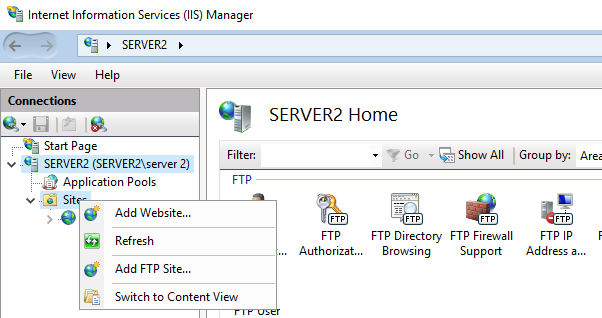 Internet Information Services (IIS) Manager
SERVER2
File View Help
Connections
Start Page
SERVER2 (SERVER2\server 2)
Application Pools
Sites
Add Website...
Refresh
Add FTP Site...
Switch to Content View
SERVER2 Home
Filter: Go Show All Group by: Area
FTP
FTP FTP FTP FTP
FTP Authorizat...
FTP Directory Browsing
FTP Firewall Support
FTP IP Address a...
FTP User